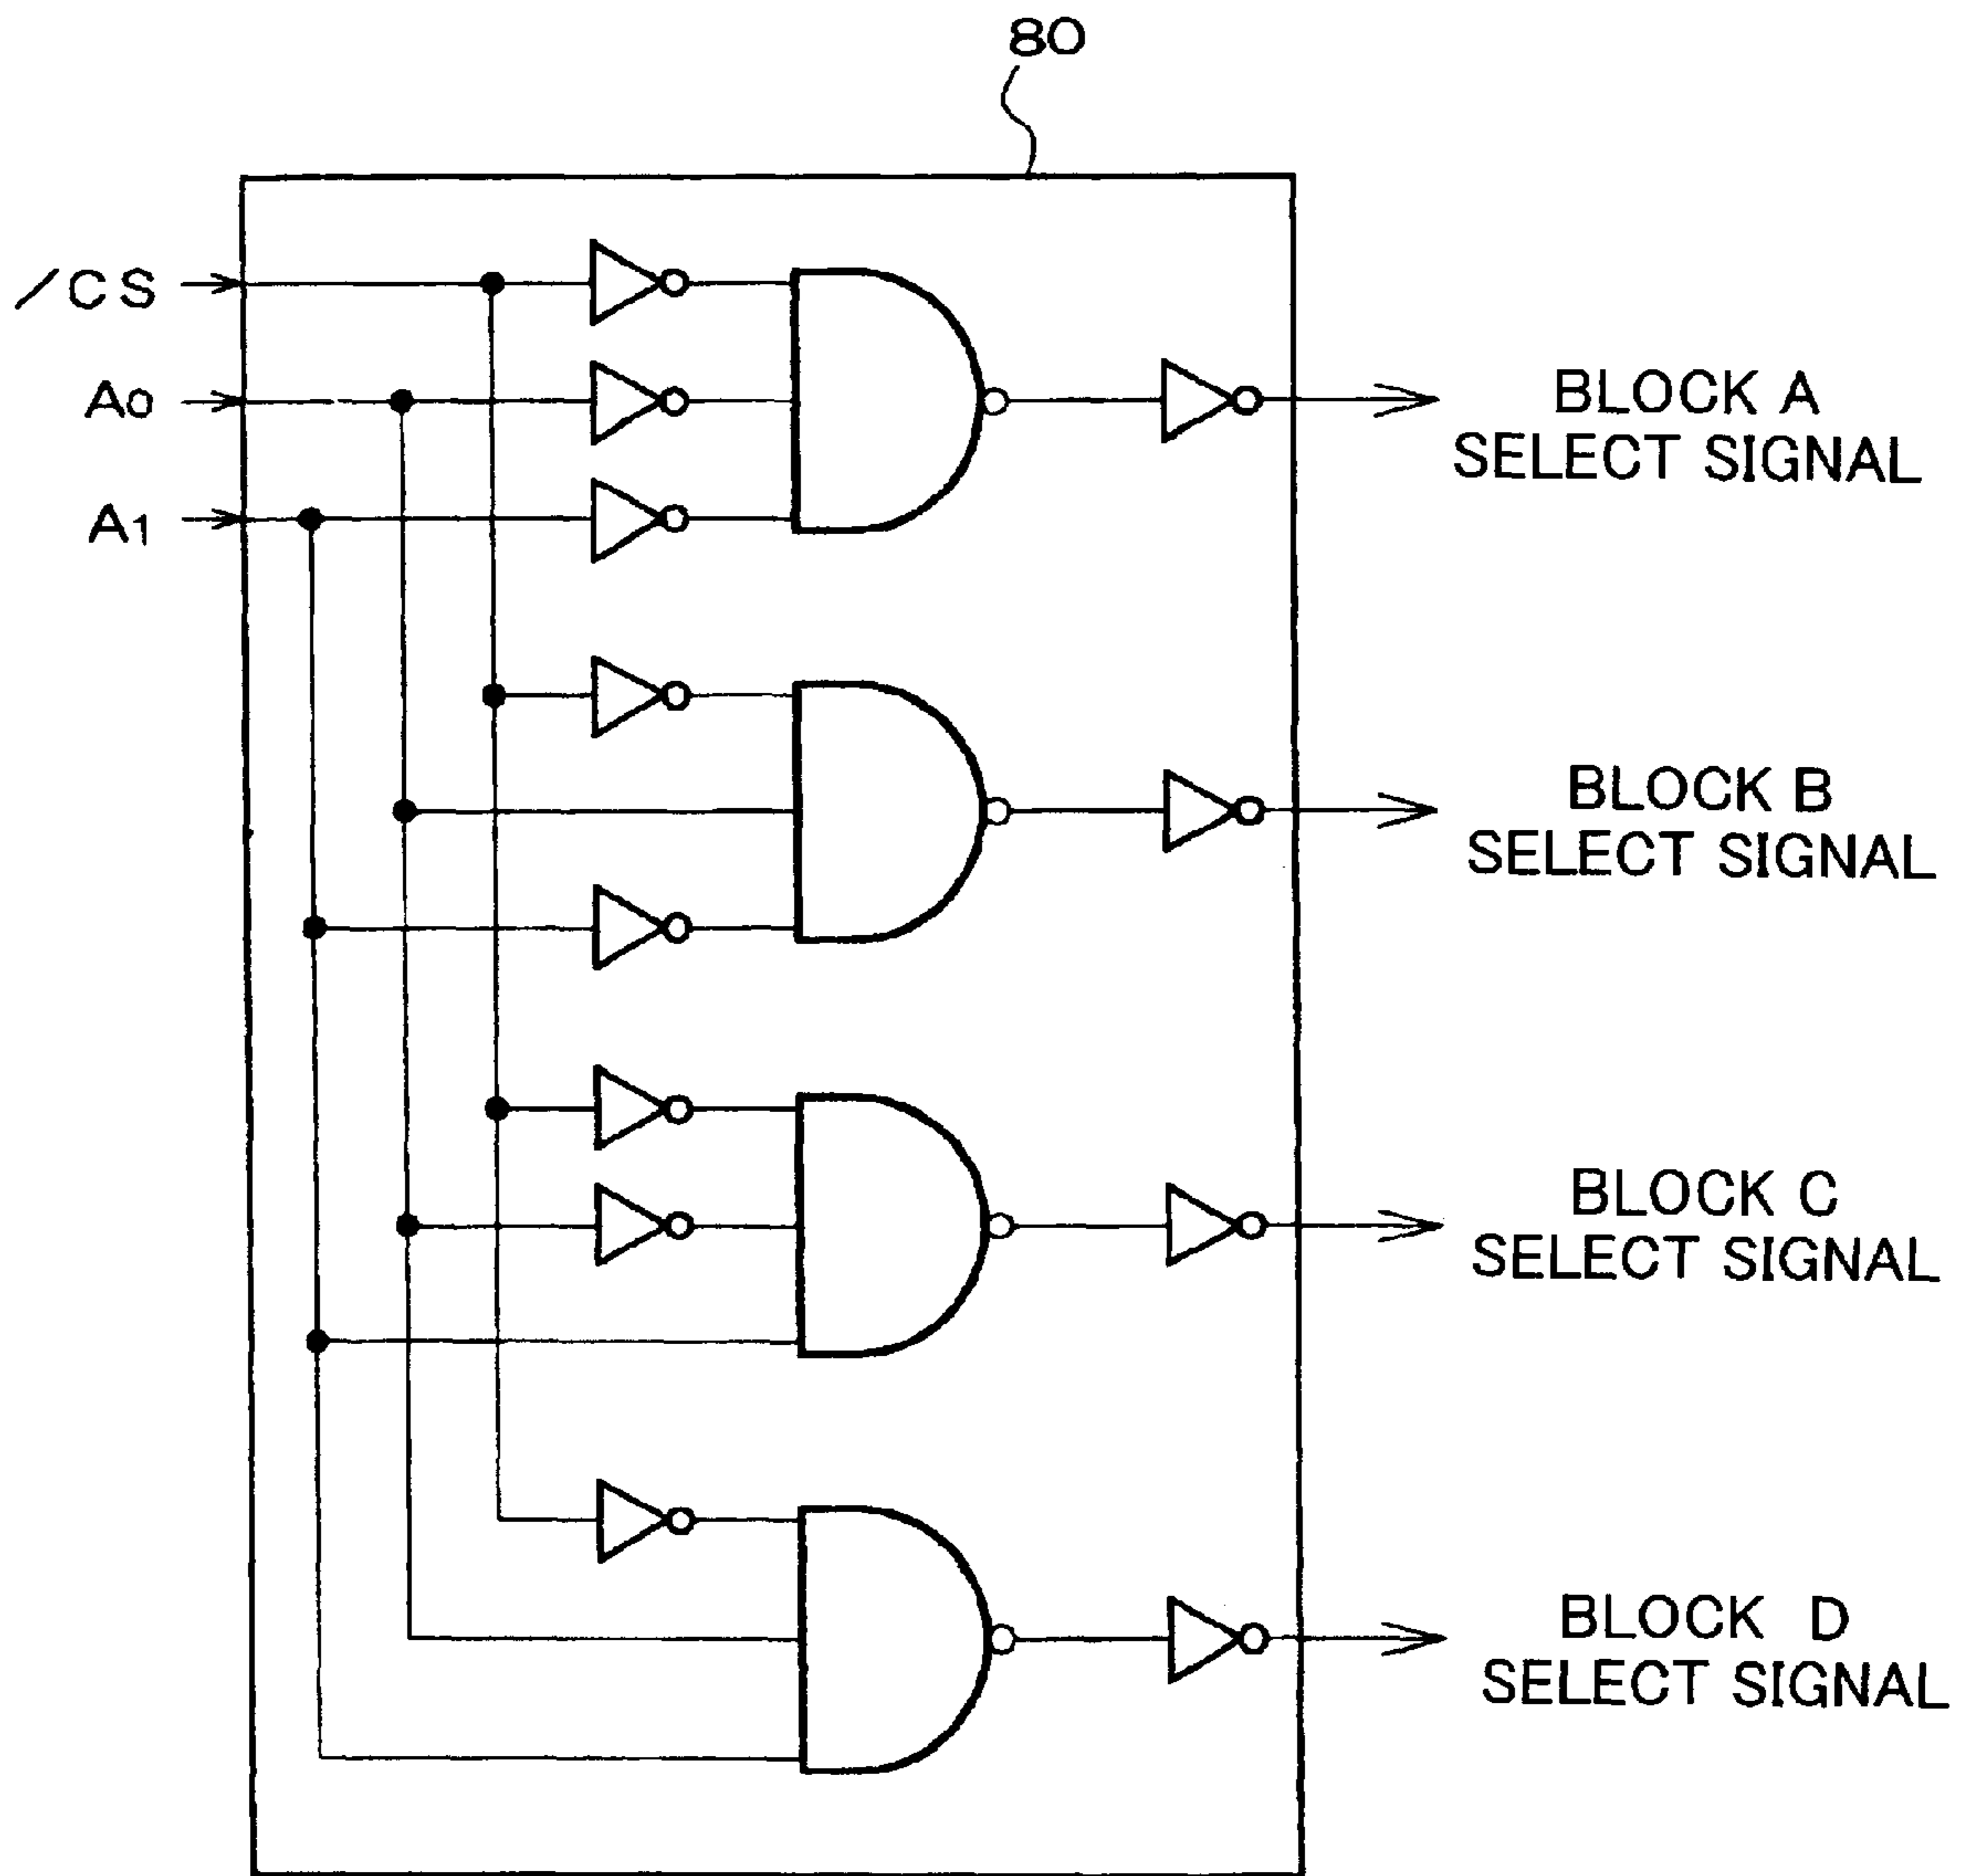 80
/CS
A0
A1
BLOCK A
SELECT SIGNAL
BLOCK B
SELECT SIGNAL
BLOCK C
SELECT SIGNAL
BLOCK D
SELECT SIGNAL